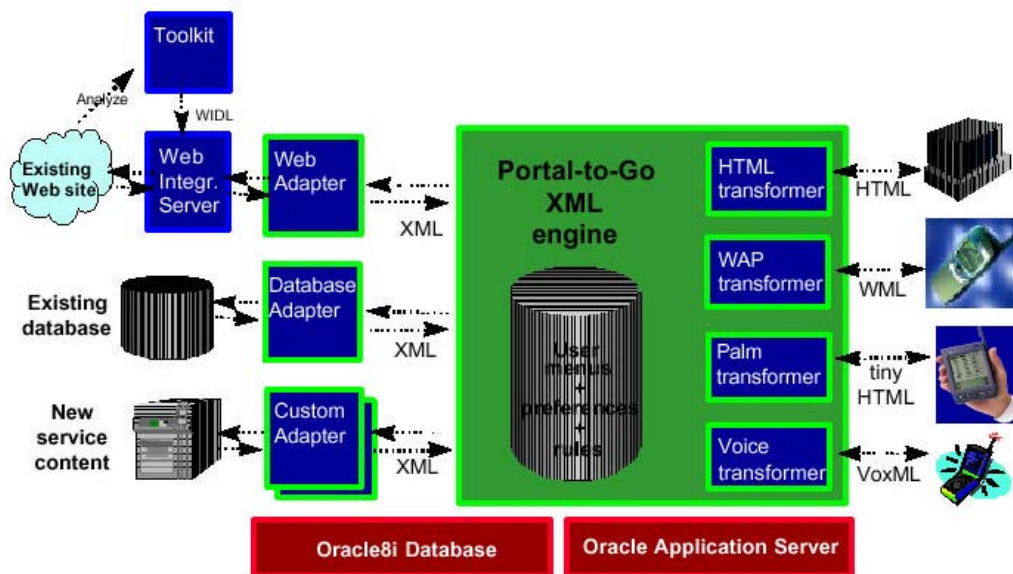 Toolkit
Analyze
WIDL
Existing
Web site
Web
Integr.
Server
Web
Adapter
XML
Existing
database
Database
Adapter
XML
New
service
content
Custom
Adapter
XML
Portal-to-Go
XML
engine
User
menus
+
preferences
+
rules
HTML
transformer
HTML
WAP
transformer
WML
Palm
transformer
tiny
HTML
Voice
transformer
VoxML
Oracle8i Database
Oracle Application Server